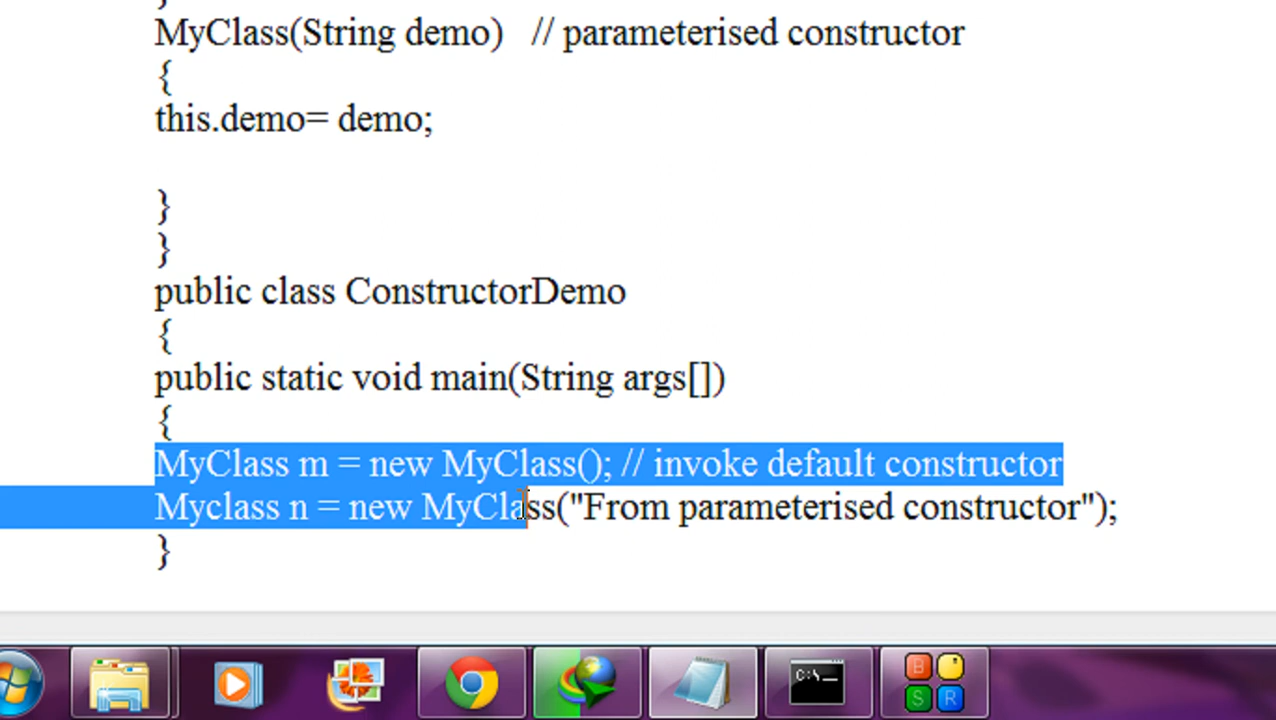 }
MyClass(String demo) // parameterised constructor
{
this.demo= demo;
}
}
public class ConstructorDemo
{
public static void main(String args[])
{
MyClass m = new MyClass(); // invoke default constructor
Myclass n = new MyClass("From parameterised constructor");
}
C:\_
B
S
R